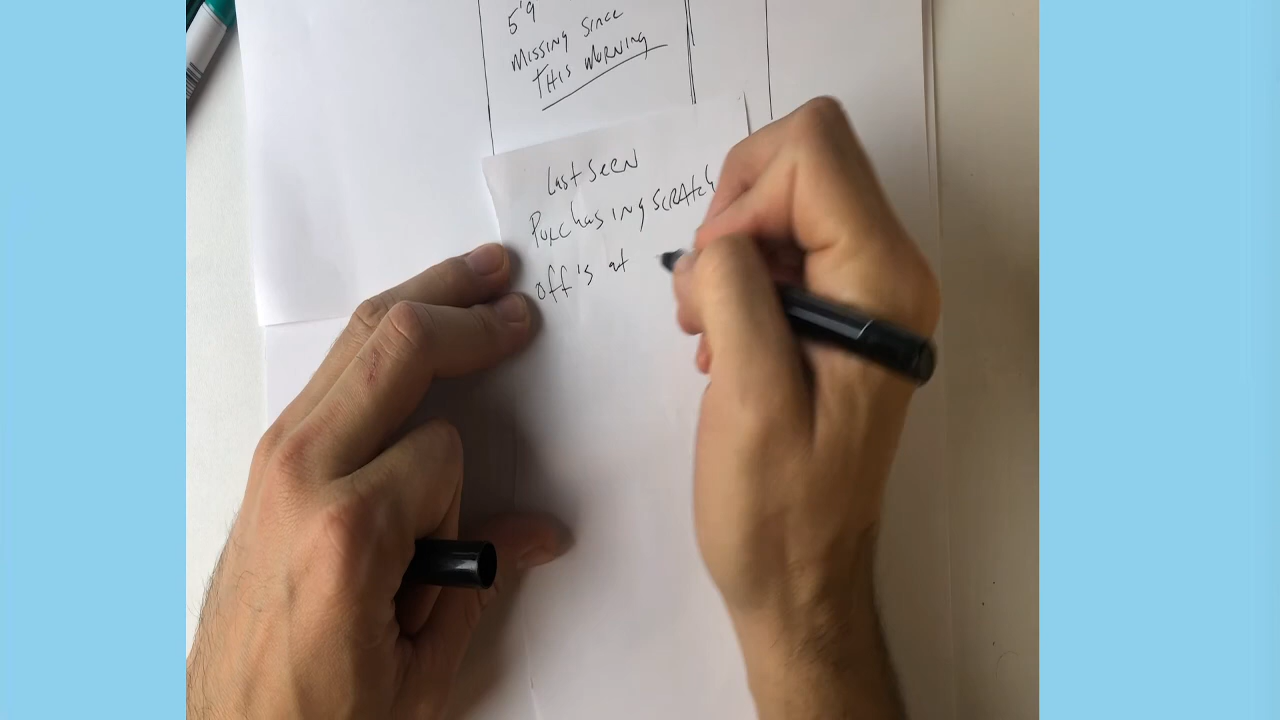 5'9
Missing Since
THIS MORNING
Last Seen
Purchasing SCRAtch
off's at